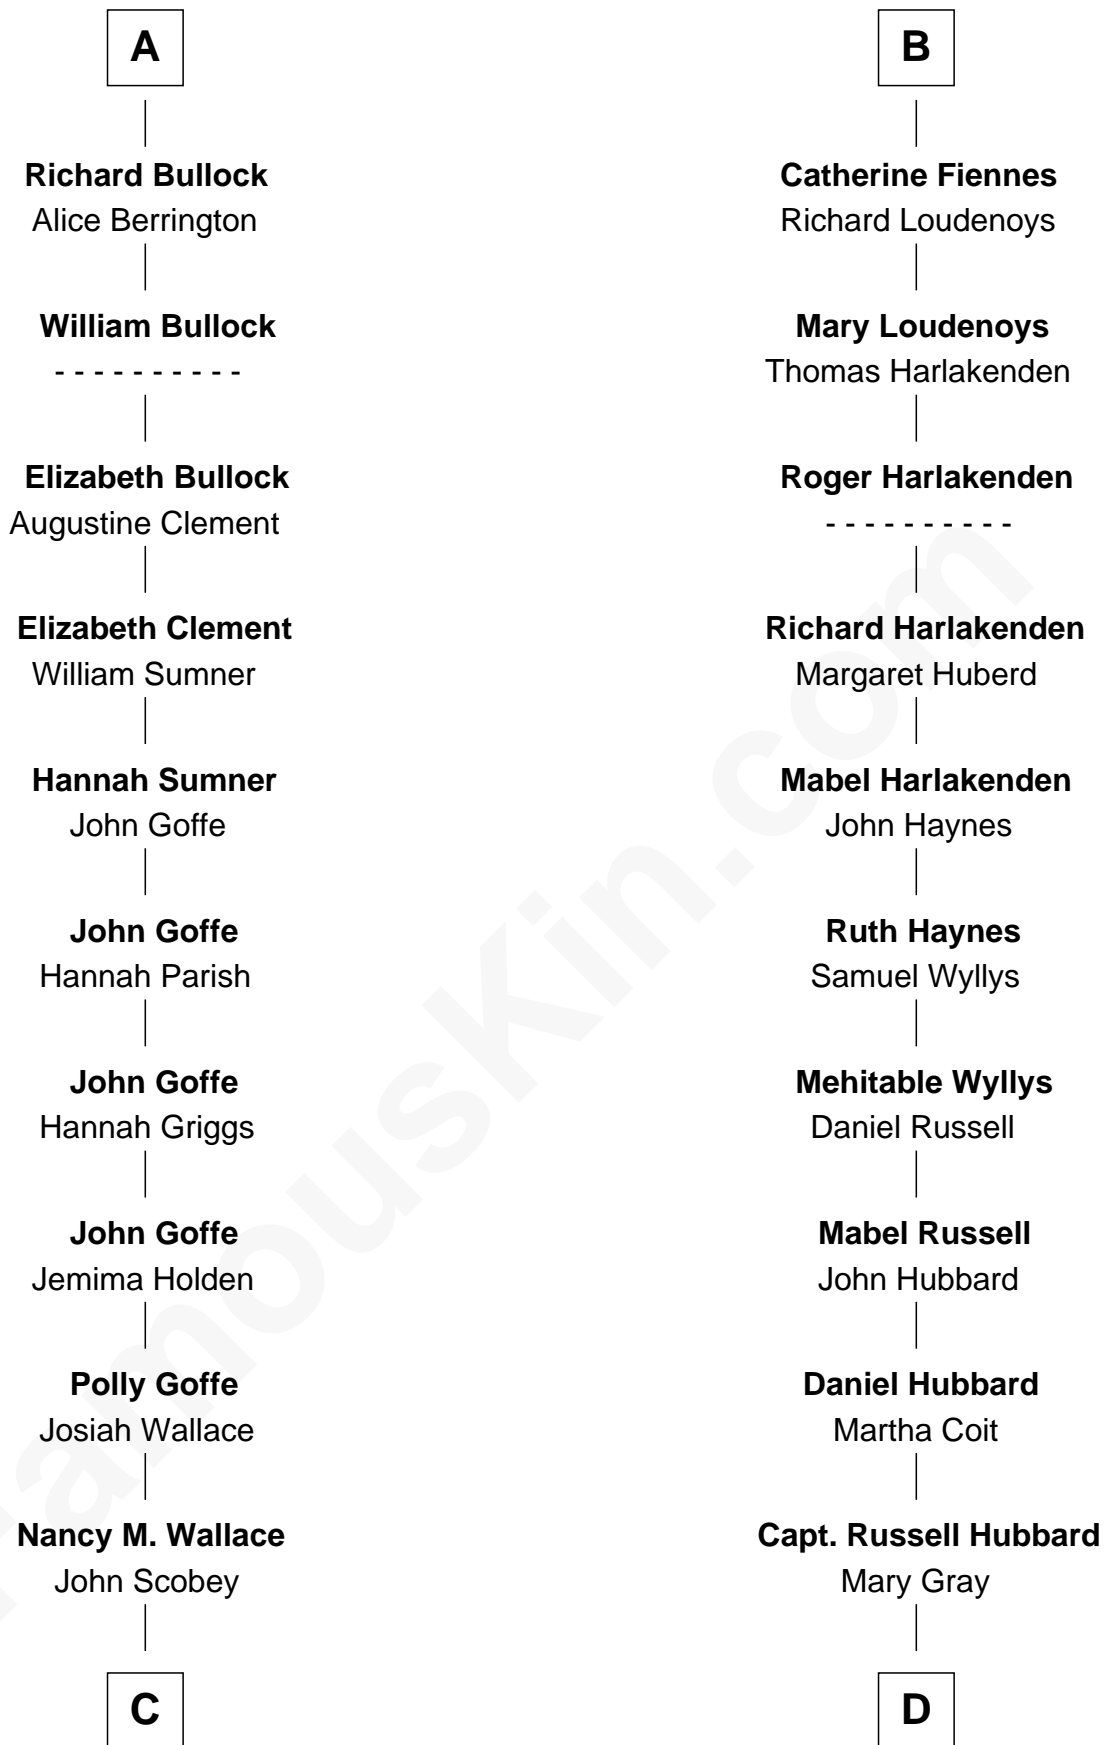 A
Richard Bullock
Alice Berrington
William Bullock
- - - - - - - - - -
Elizabeth Bullock
Augustine Clement
Elizabeth Clement
William Sumner
Hannah Sumner
John Goffe
John Goffe
Hannah Parish
John Goffe
Hannah Griggs
John Goffe
Jemima Holden
Polly Goffe
Josiah Wallace
Nancy M. Wallace
John Scobey
C
B
Catherine Fiennes
Richard Loudenoys
Mary Loudenoys
Thomas Harlakenden
Roger Harlakenden
- - - - - - - - - -
Richard Harlakenden
Margaret Huberd
Mabel Harlakenden
John Haynes
Ruth Haynes
Samuel Wyllys
Mehitable Wyllys
Daniel Russell
Mabel Russell
John Hubbard
Daniel Hubbard
Martha Coit
Capt. Russell Hubbard
Mary Gray
D
FamousKin.com